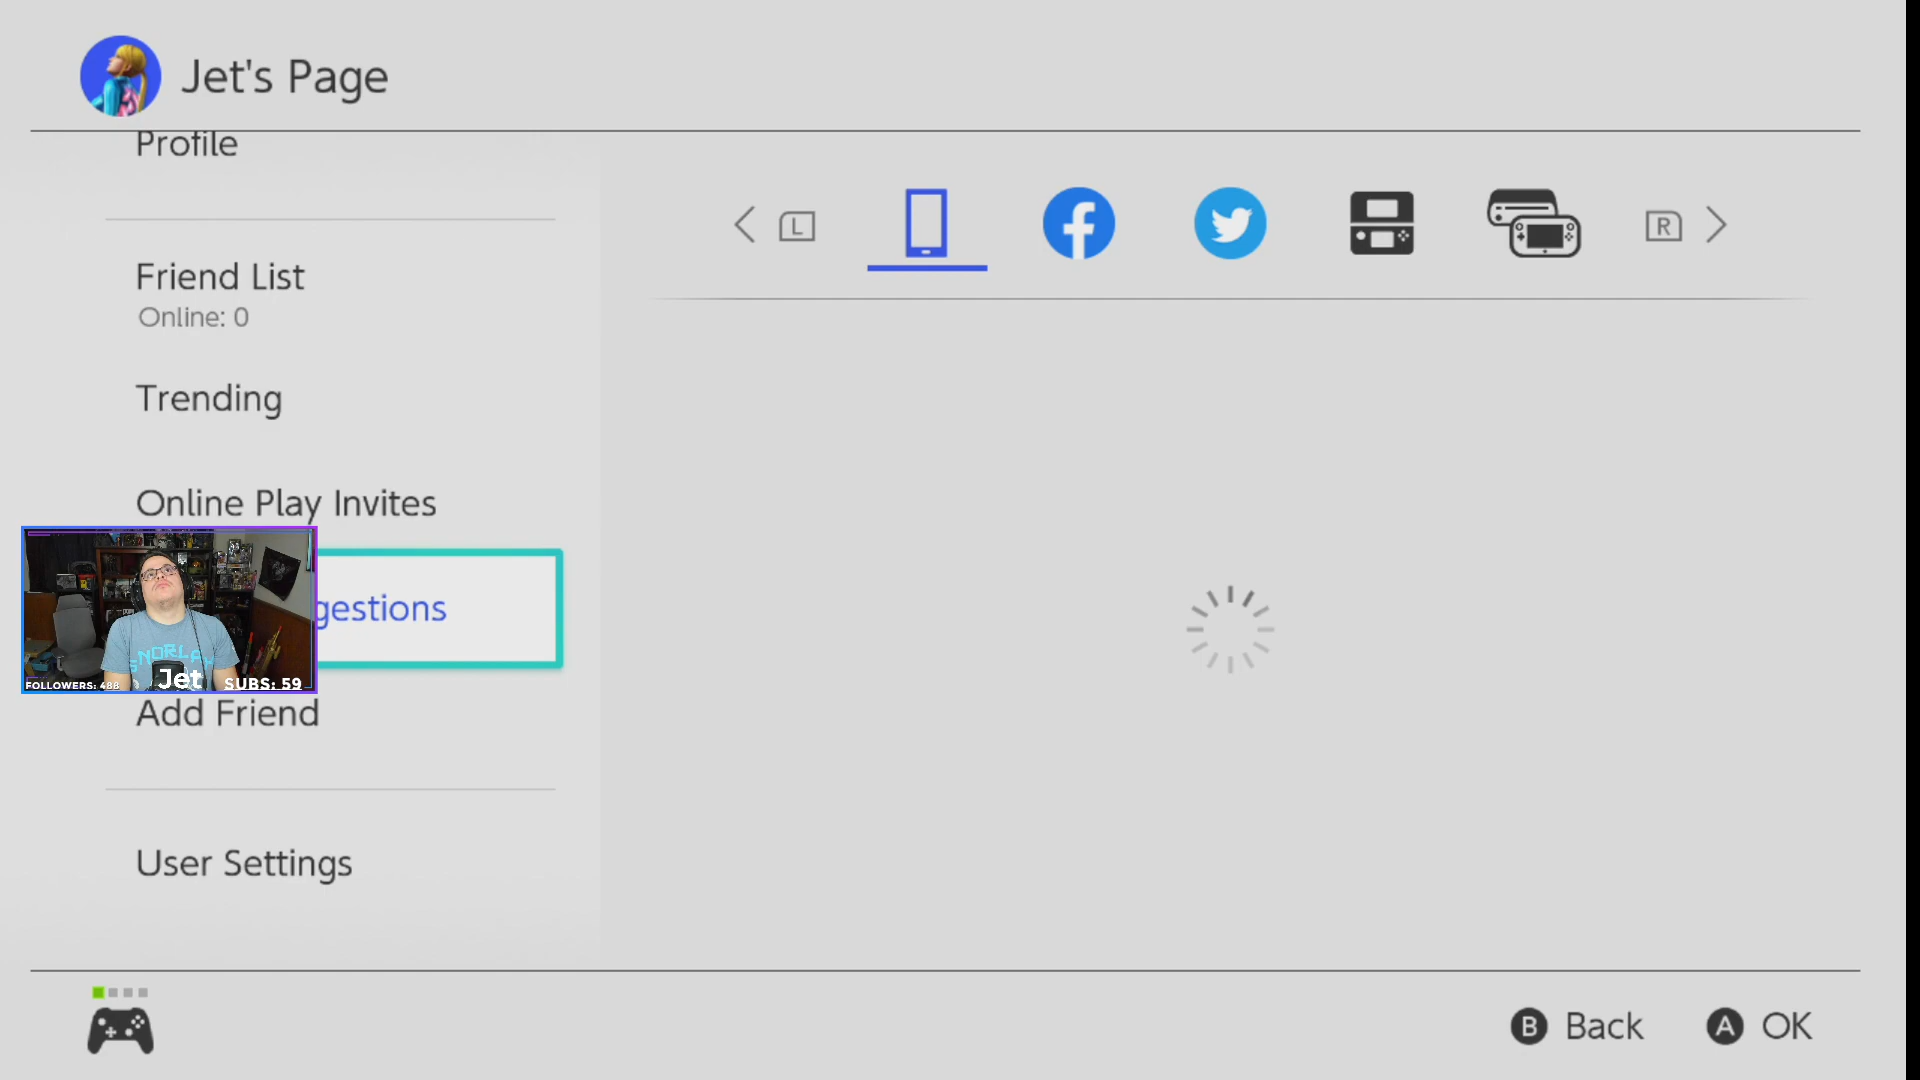 Jet's Page
Profile
Friend List
Online: 0
Trending
Online Play Invites
gestions
Add Friend
User Settings
L
R
SNORLA
Jet
FOLLOWERS: 488
SUBS: 59
B Back
A OK